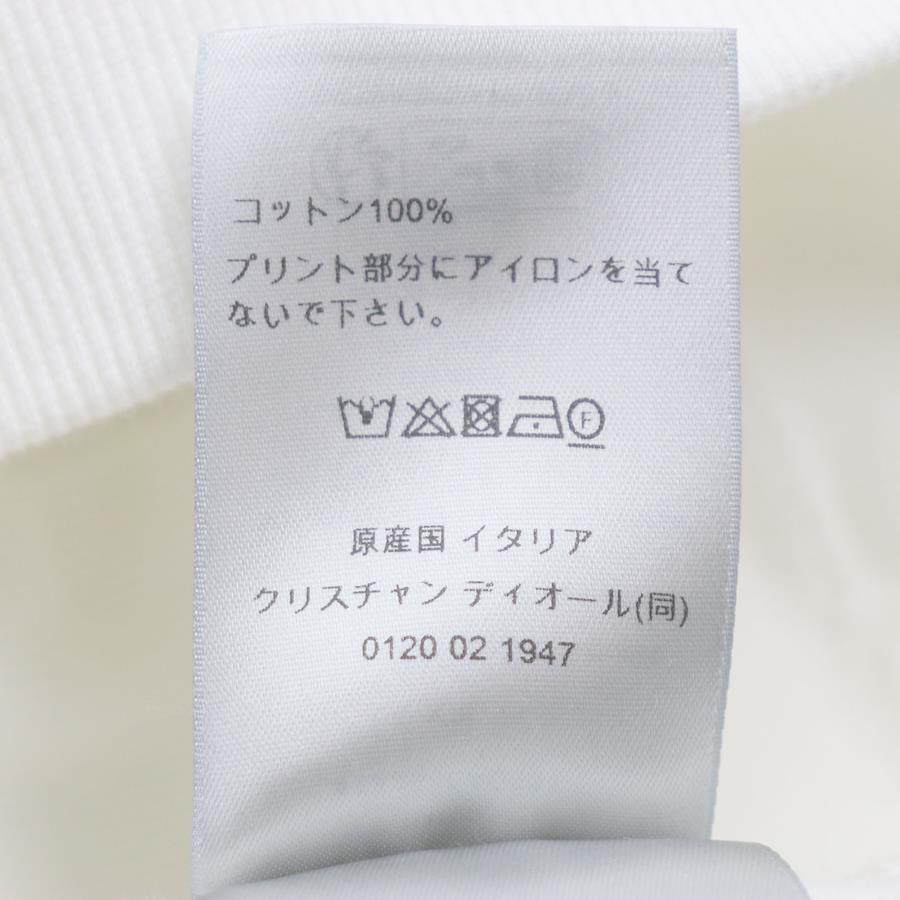 コットン100%
プリント部分にアイロンを当て
ないで下さい。
F
原産国 イタリア
クリスチャン ディオール(同)
0120 02 1947